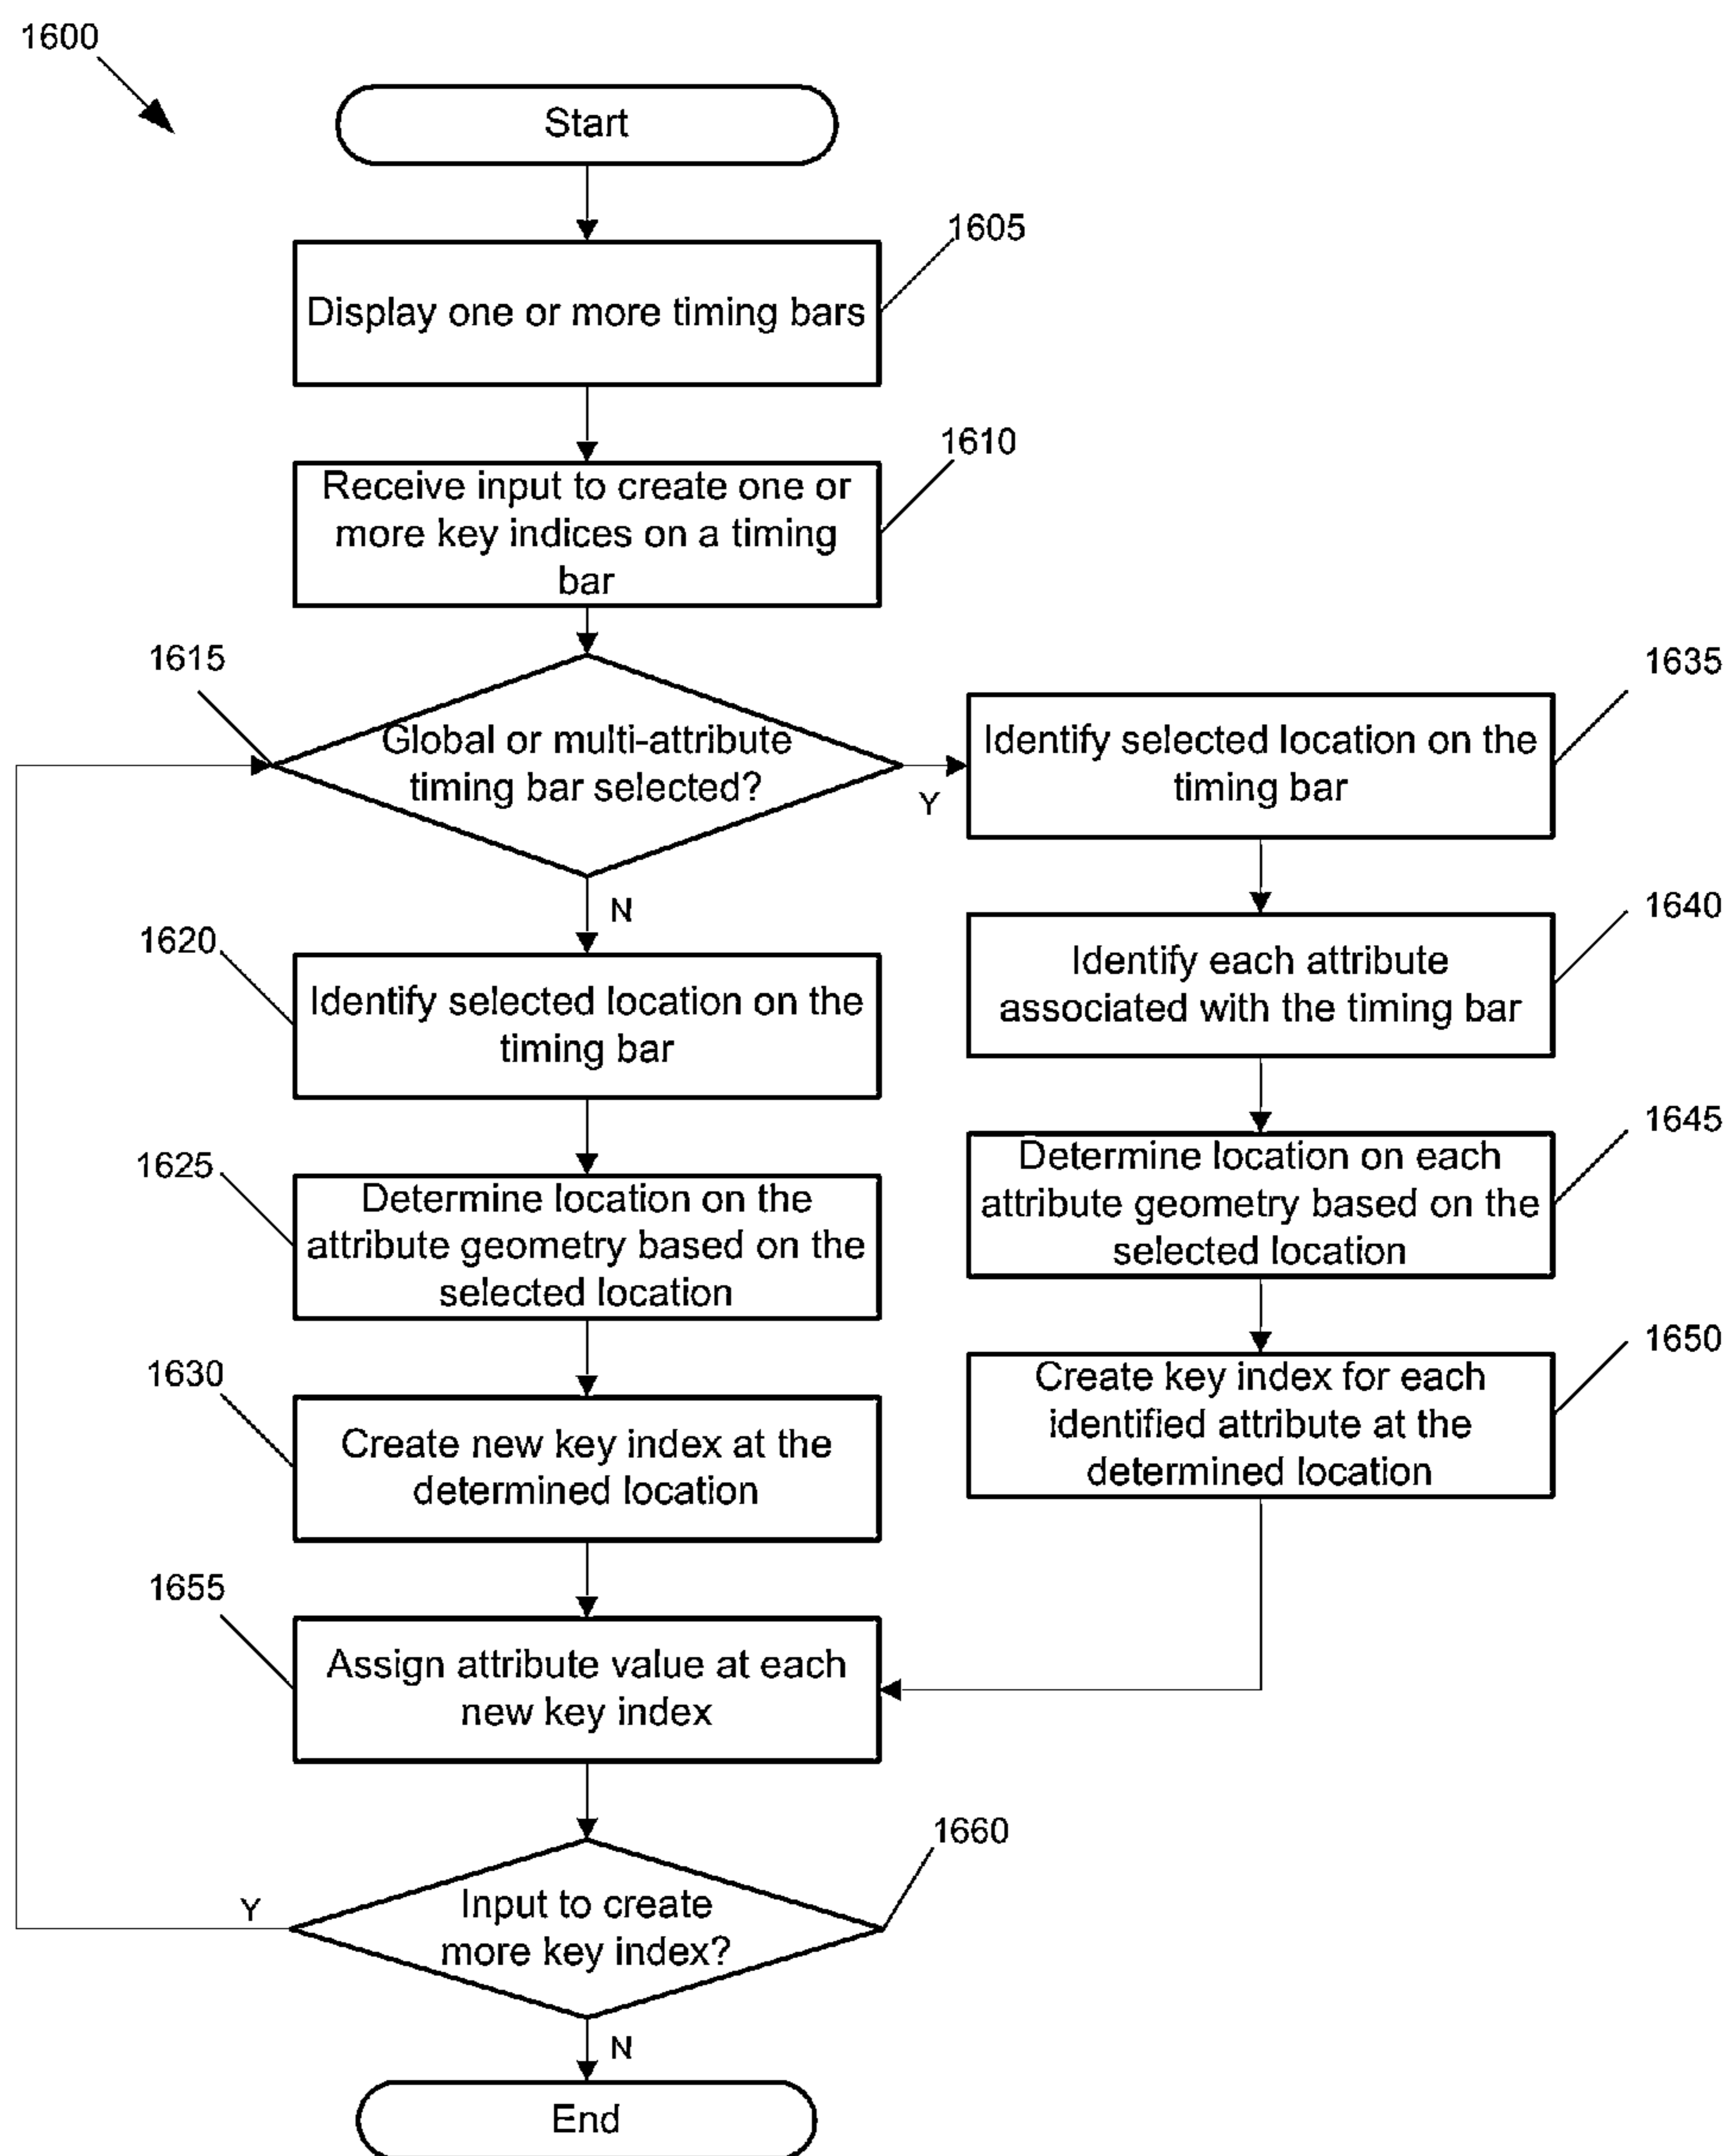 1600
Start
1605
Display one or more timing bars
1610
Receive input to create one or
more key indices on a timing
bar
1615
Global or multi-attribute
timing bar selected?
Y
N
1635
Identify selected location on the
timing bar
1640
Identify each attribute
associated with the timing bar
1645
Determine location on each
attribute geometry based on the
selected location
1650
Create key index for each
identified attribute at the
determined location
1620
Identify selected location on the
timing bar
1625
Determine location on the
attribute geometry based on the
selected location
1630
Create new key index at the
determined location
1655
Assign attribute value at each
new key index
1660
Input to create
more key index?
Y
N
End